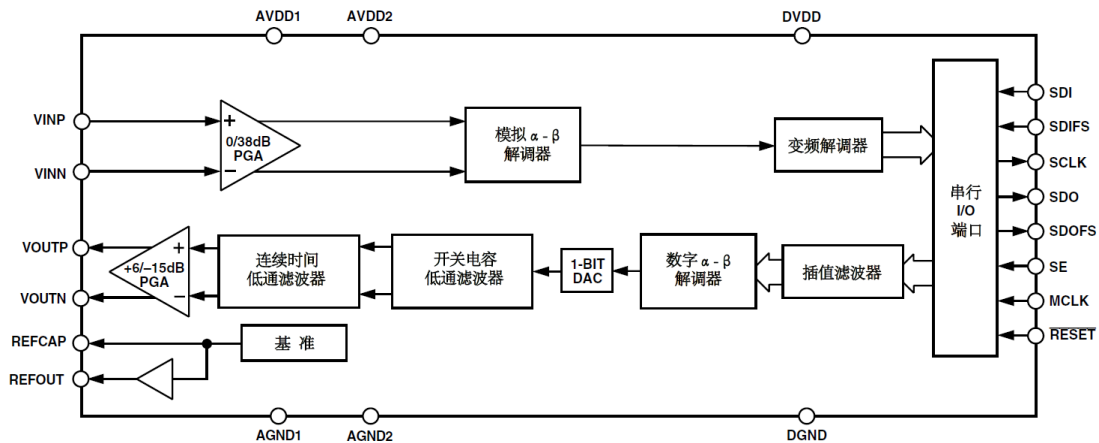 AVDD1
AVDD2
DVDD
VINP
VINN
+
0/38dB
PGA
−
模拟 α - β
解调器
变频解调器
串行
I/O
端口
SDI
SDIFS
SCLK
SDO
SDOFS
SE
MCLK
RESET
VOUTP
VOUTN
+
+6/−15dB
PGA
−
连续时间
低通滤波器
开关电容
低通滤波器
1-BIT
DAC
数字 α - β
解调器
插值滤波器
REFCAP
REFOUT
基 准
AGND1
AGND2
DGND